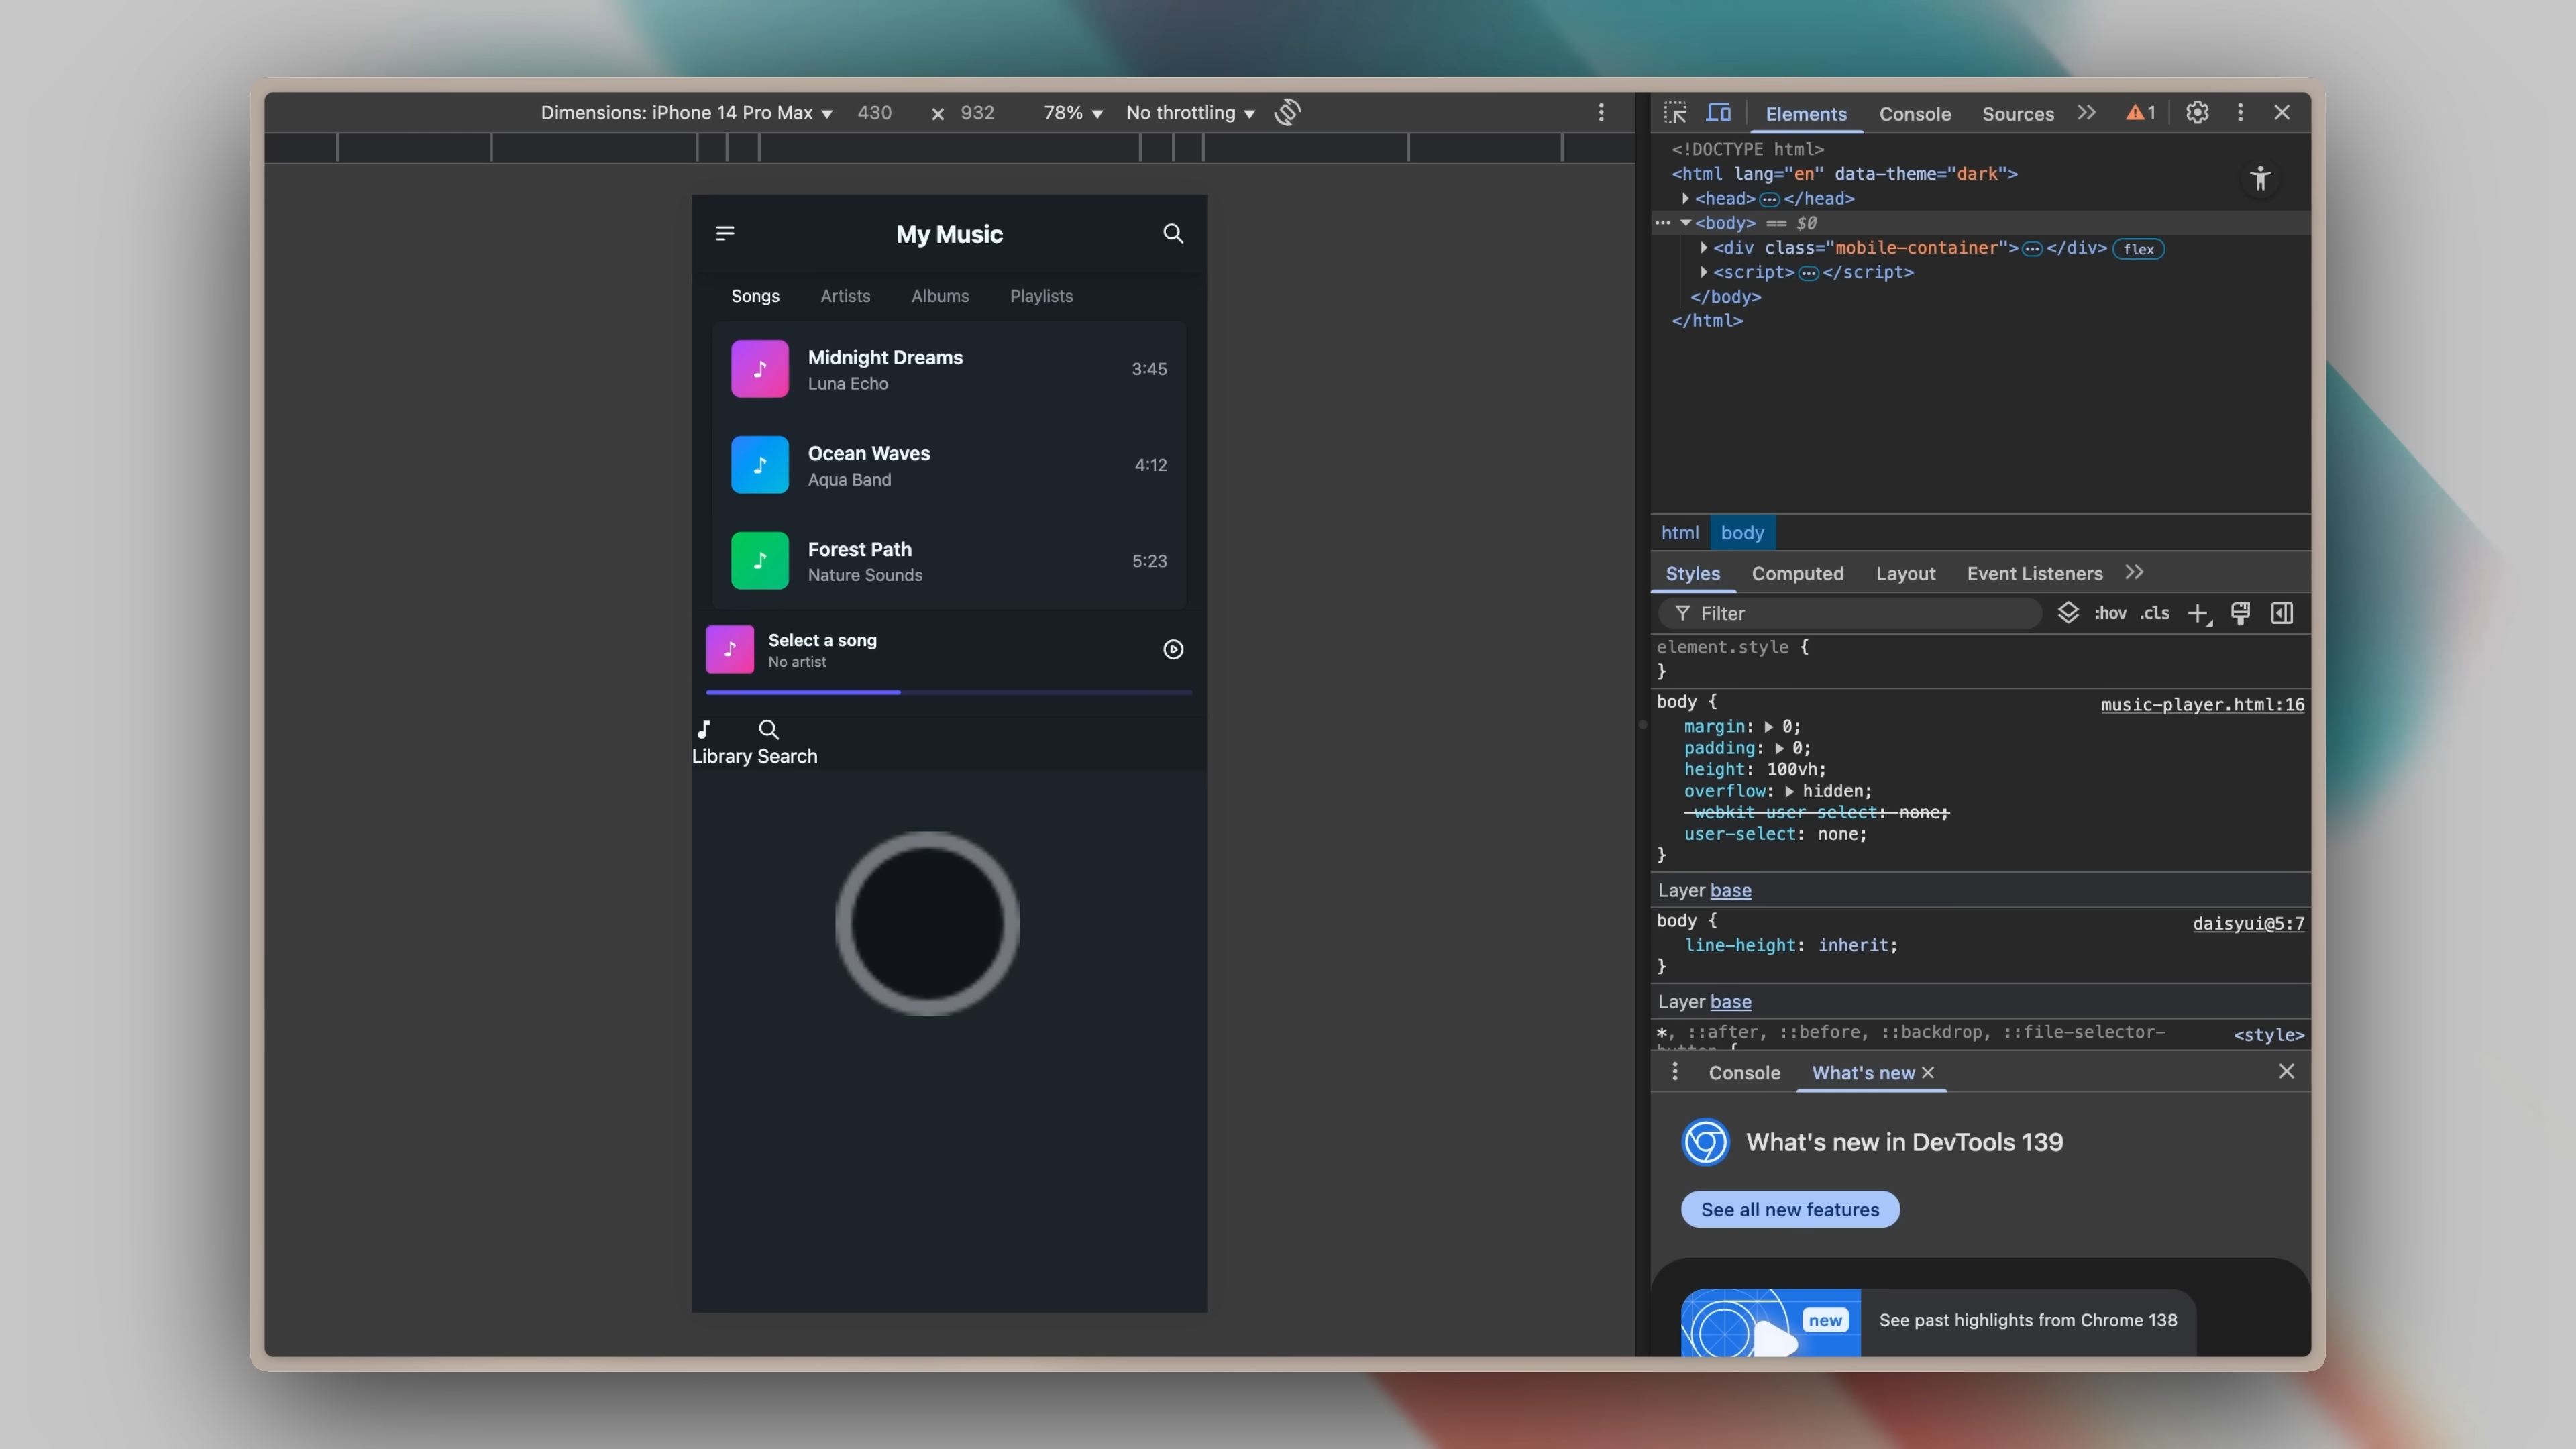 Dimensions: iPhone 14 Pro Max ▾ 430 × 932 78% ▾ No throttling ▾
My Music
Songs Artists Albums Playlists
Midnight Dreams
Luna Echo
3:45
Ocean Waves
Aqua Band
4:12
Forest Path
Nature Sounds
5:23
Select a song
No artist
Library Search
Elements Console Sources 1
<!DOCTYPE html>
<html lang="en" data-theme="dark">
<head> ⋯ </head>
<body> == $0
<div class="mobile-container"> ⋯ </div> flex
<script> ⋯ </script>
</body>
</html>
html body
Styles Computed Layout Event Listeners
Filter :hov .cls
element.style {
}
body { music-player.html:16
margin: ▸ 0;
padding: ▸ 0;
height: 100vh;
overflow: ▸ hidden;
-webkit-user-select: none;
user-select: none;
}
Layer base
body { daisyui@5:7
line-height: inherit;
}
Layer base
*, ::after, ::before, ::backdrop, ::file-selector- <style>
button {
Console What's new
What's new in DevTools 139
See all new features
new
See past highlights from Chrome 138